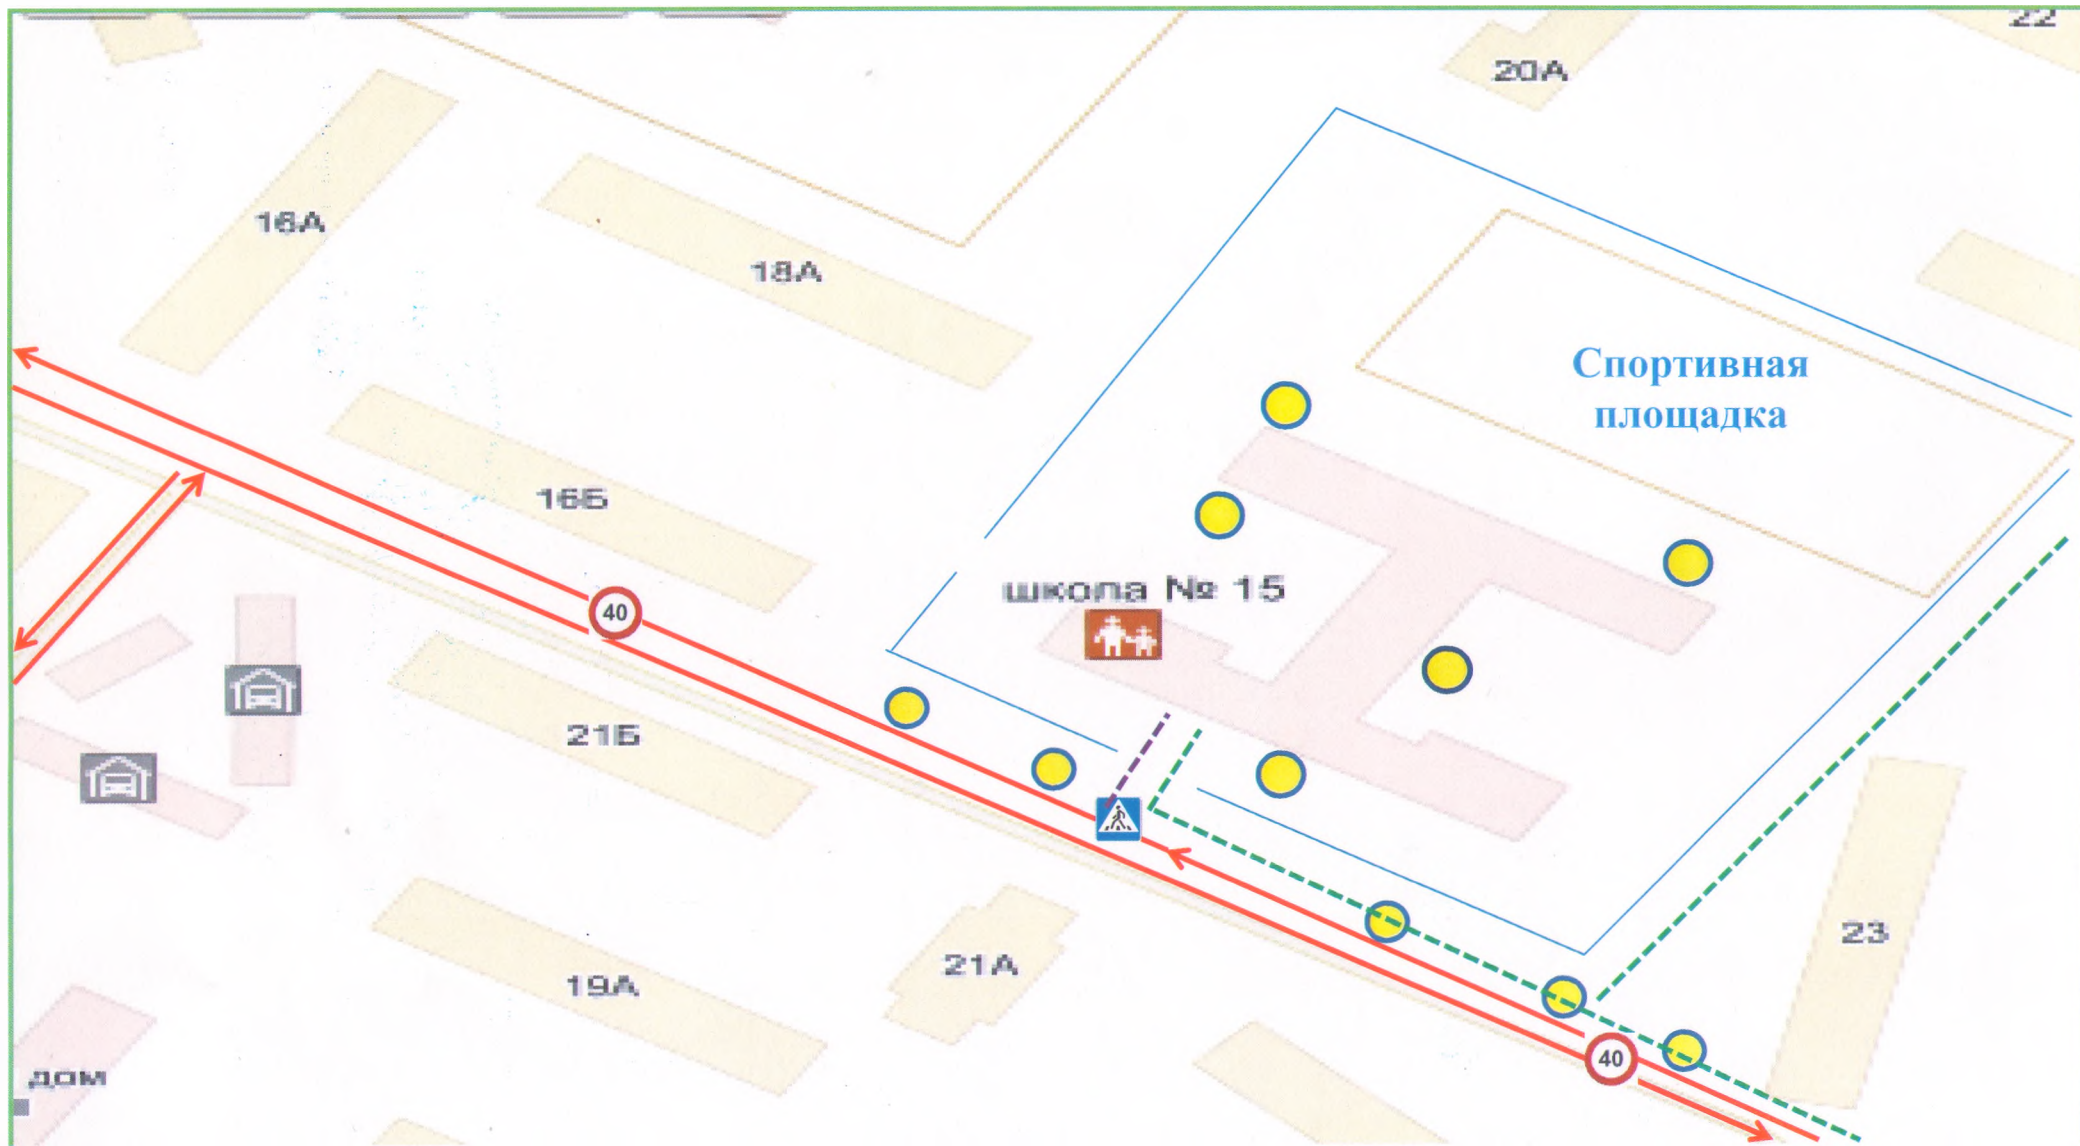 22
20А
16А
18А
Спортивная
площадка
16Б
школа № 15
40
21Б
23
21А
19А
40
дом